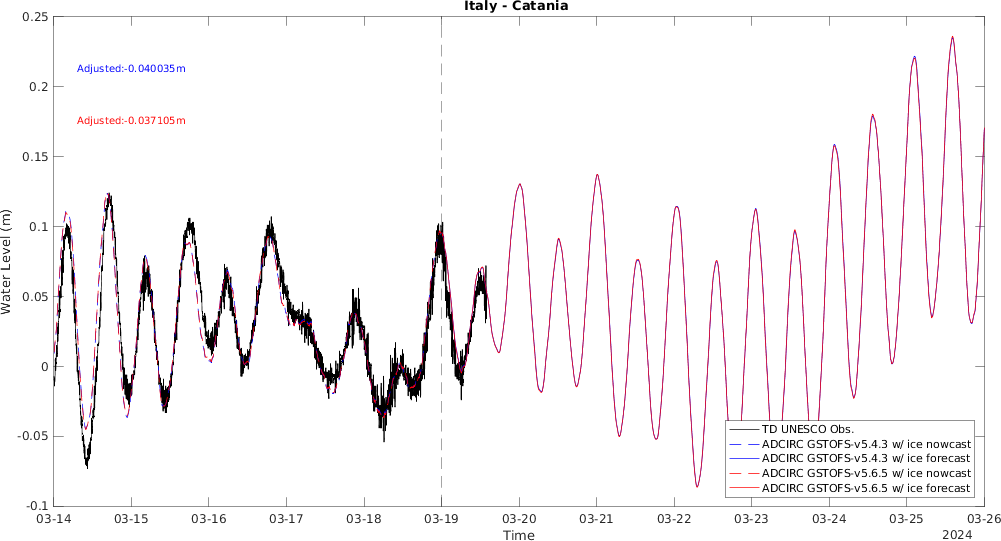 Italy - Catania
0.25
0.2
0.15
0.1
0.05
0
-0.05
-0.1
Water Level (m)
Adjusted:-0.040035m
Adjusted:-0.037105m
TD UNESCO Obs.
ADCIRC GSTOFS-v5.4.3 w/ ice nowcast
ADCIRC GSTOFS-v5.4.3 w/ ice forecast
ADCIRC GSTOFS-v5.6.5 w/ ice nowcast
ADCIRC GSTOFS-v5.6.5 w/ ice forecast
03-14 03-15 03-16 03-17 03-18 03-19 03-20 03-21 03-22 03-23 03-24 03-25 03-26
Time
2024